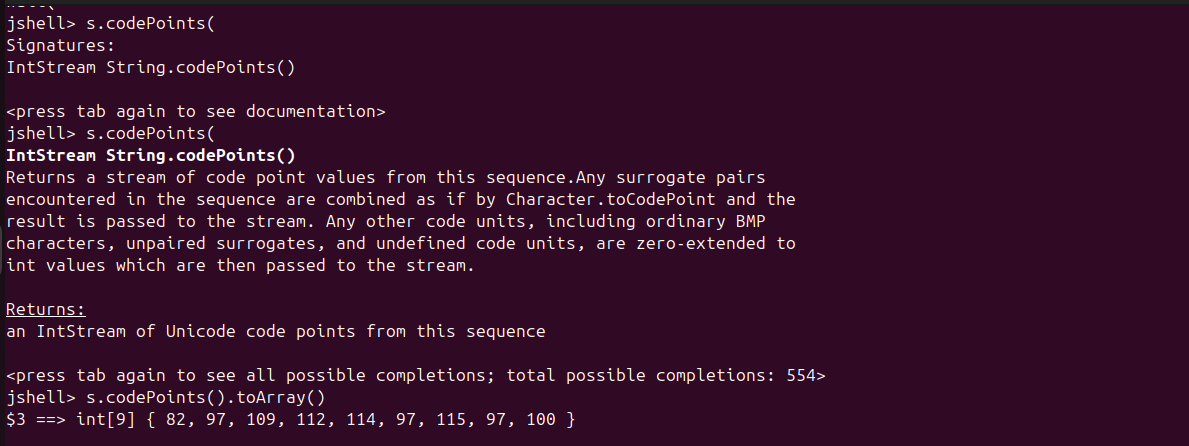 jshell> s.codePoints(
Signatures:
IntStream String.codePoints()
<press tab again to see documentation>
jshell> s.codePoints(
IntStream String.codePoints()
Returns a stream of code point values from this sequence.Any surrogate pairs
encountered in the sequence are combined as if by Character.toCodePoint and the
result is passed to the stream. Any other code units, including ordinary BMP
characters, unpaired surrogates, and undefined code units, are zero-extended to
int values which are then passed to the stream.
Returns:
an IntStream of Unicode code points from this sequence
<press tab again to see all possible completions; total possible completions: 554>
jshell> s.codePoints().toArray()
$3 ==> int[9] { 82, 97, 109, 112, 114, 97, 115, 97, 100 }